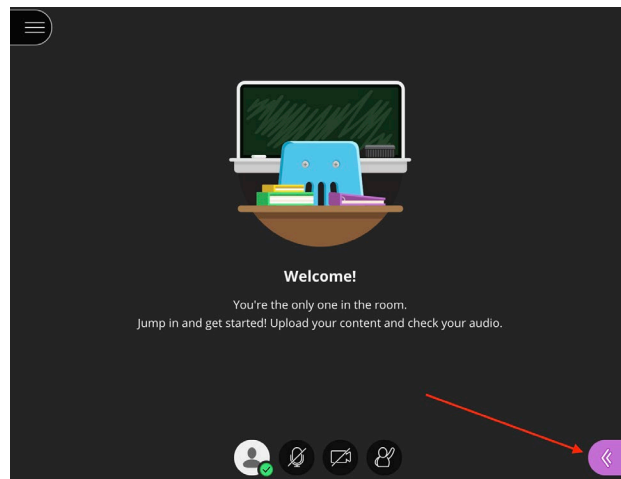 Welcome!
You're the only one in the room.
Jump in and get started! Upload your content and check your audio.